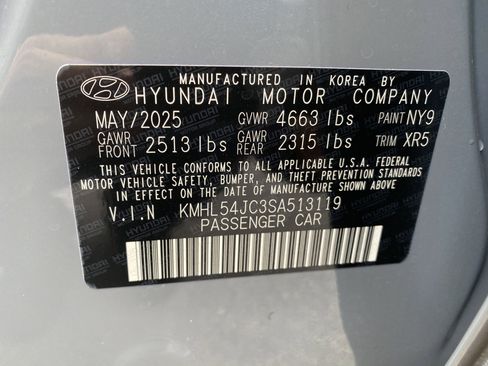 MANUFACTURED IN KOREA BY
HYUNDAI MOTOR COMPANY
MAY/2025 GVWR 4663 lbs PAINT NY9
GAWR FRONT 2513 lbs GAWR REAR 2315 lbs TRIM XR5
THIS VEHICLE CONFORMS TO ALL APPLICABLE U.S.A. FEDERAL
MOTOR VEHICLE SAFETY, BUMPER, AND THEFT PREVENTION
STANDARDS IN EFFECT ON THE DATE OF MANUFACTURE SHOWN
ABOVE.
V.I.N KMHL54JC3SA513119
PASSENGER CAR